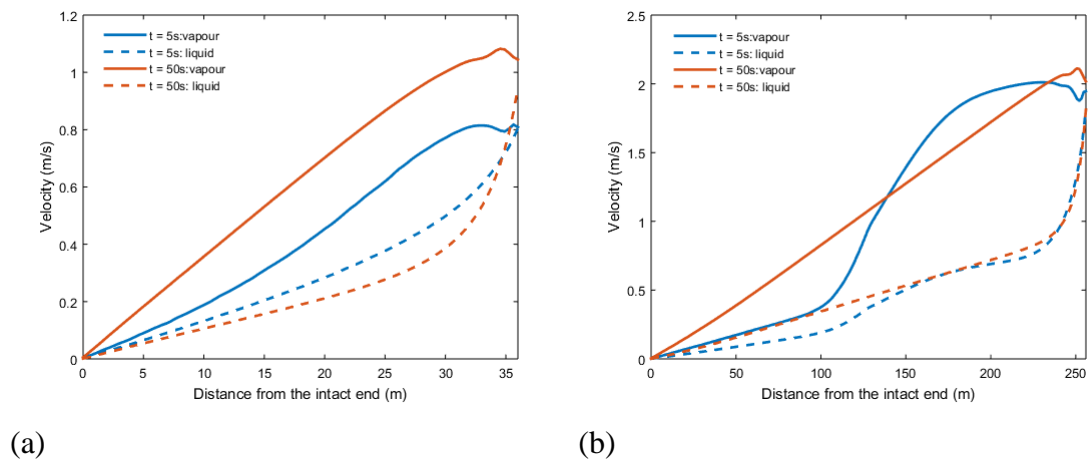 1.2
1
0.8
0.6
0.4
0.2
0
Velocity (m/s)
t = 5s:vapour
t = 5s: liquid
t = 50s:vapour
t = 50s: liquid
0 5 10 15 20 25 30 35
Distance from the intact end (m)
(a)
2.5
2
1.5
1
0.5
0
Velocity (m/s)
t = 5s:vapour
t = 5s: liquid
t = 50s:vapour
t = 50s: liquid
0 50 100 150 200 250
Distance from the intact end (m)
(b)